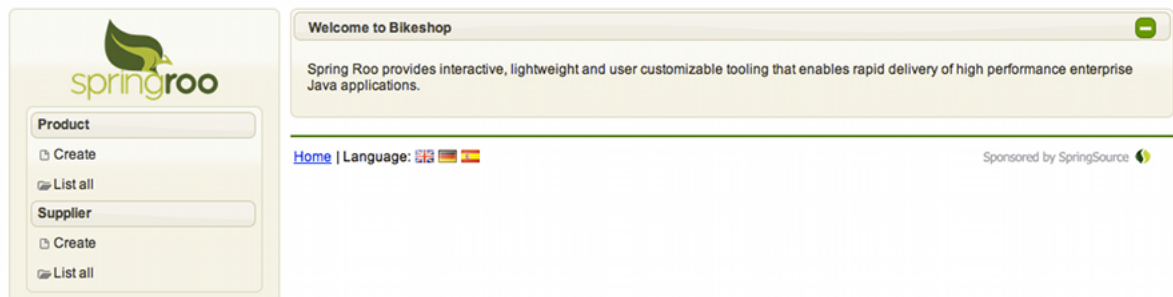 springroo
Product
Create
List all
Supplier
Create
List all
Welcome to Bikeshop
Spring Roo provides interactive, lightweight and user customizable tooling that enables rapid delivery of high performance enterprise
Java applications.
Home | Language:
Sponsored by SpringSource